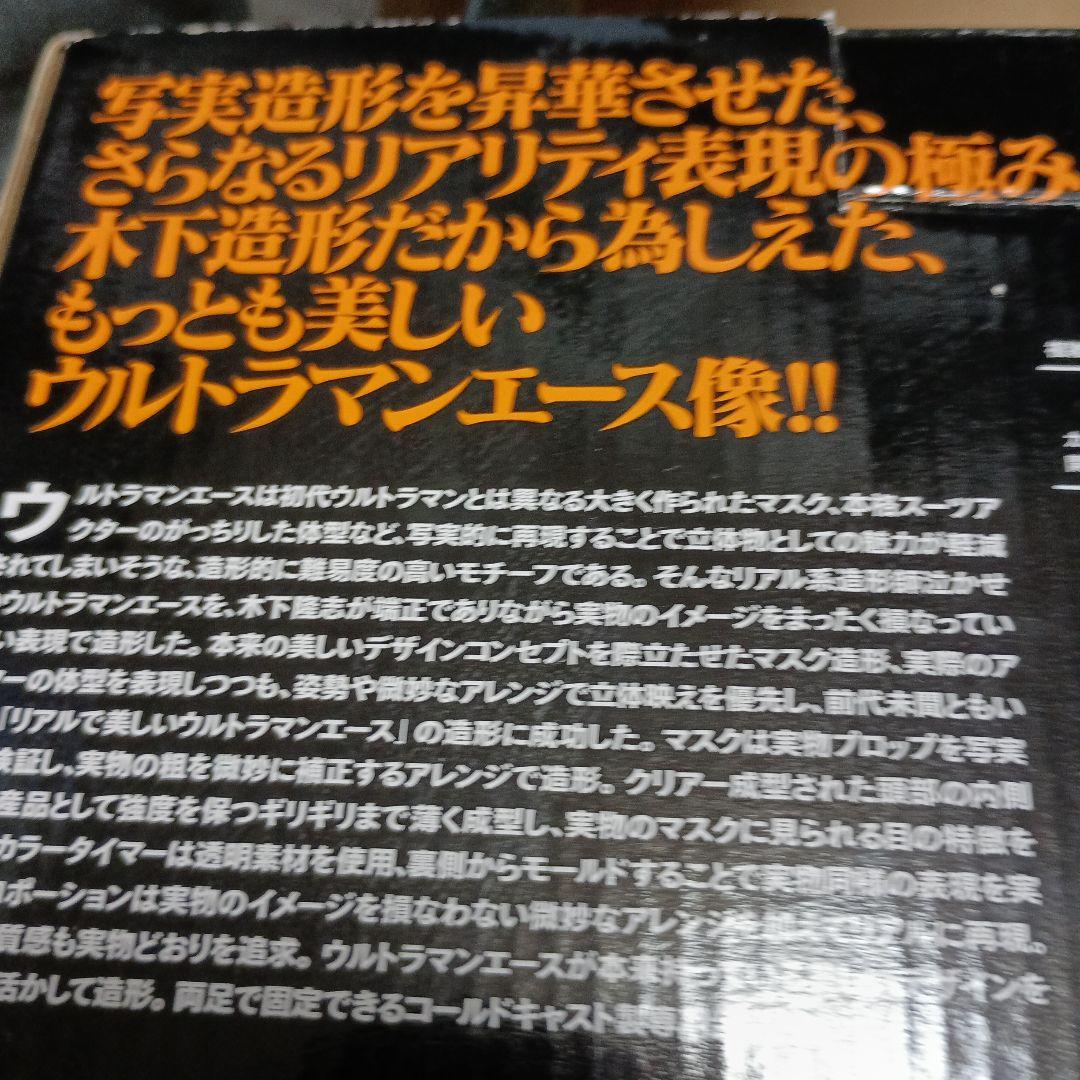 写実造形を昇華させた、
さらなるリアリティ表現の極み。
木下造形だから為しえた、
もっとも美しい
ウルトラマンエース像!!
ウルトラマンエースは初代ウルトラマンとは異なる大きく作られたマスク、本格スーツア
クターのがっちりした体型など、写実的に再現することで立体物としての魅力が軽減
されてしまいそうな、造形的に難易度の高いモチーフである。そんなリアル系造形師泣かせ
ウルトラマンエースを、木下隆志が端正でありながら実物のイメージをまったく損なってい
い表現で造形した。本来の美しいデザインコンセプトを際立たせたマスク造形、実際のア
ーの体型を表現しつつも、姿勢や微妙なアレンジで立体映えを優先し、前代未聞ともい
「リアルで美しいウルトラマンエース」の造形に成功した。マスクは実物プロップを写実
検証し、実物の粗を微妙に補正するアレンジで造形。クリアー成型された頭部の内側
産品として強度を保つギリギリまで薄く成型し、実物のマスクに見られる目の特徴を
カラータイマーは透明素材を使用、裏側からモールドすることで実物同様の表現を実
ロポーションは実物のイメージを損なわない微妙なアレンジを加えてリアルに再現。
質感も実物どおりを追求。ウルトラマンエースが本来持 デザインを
活かして造形。両足で固定できるコールドキャスト製専